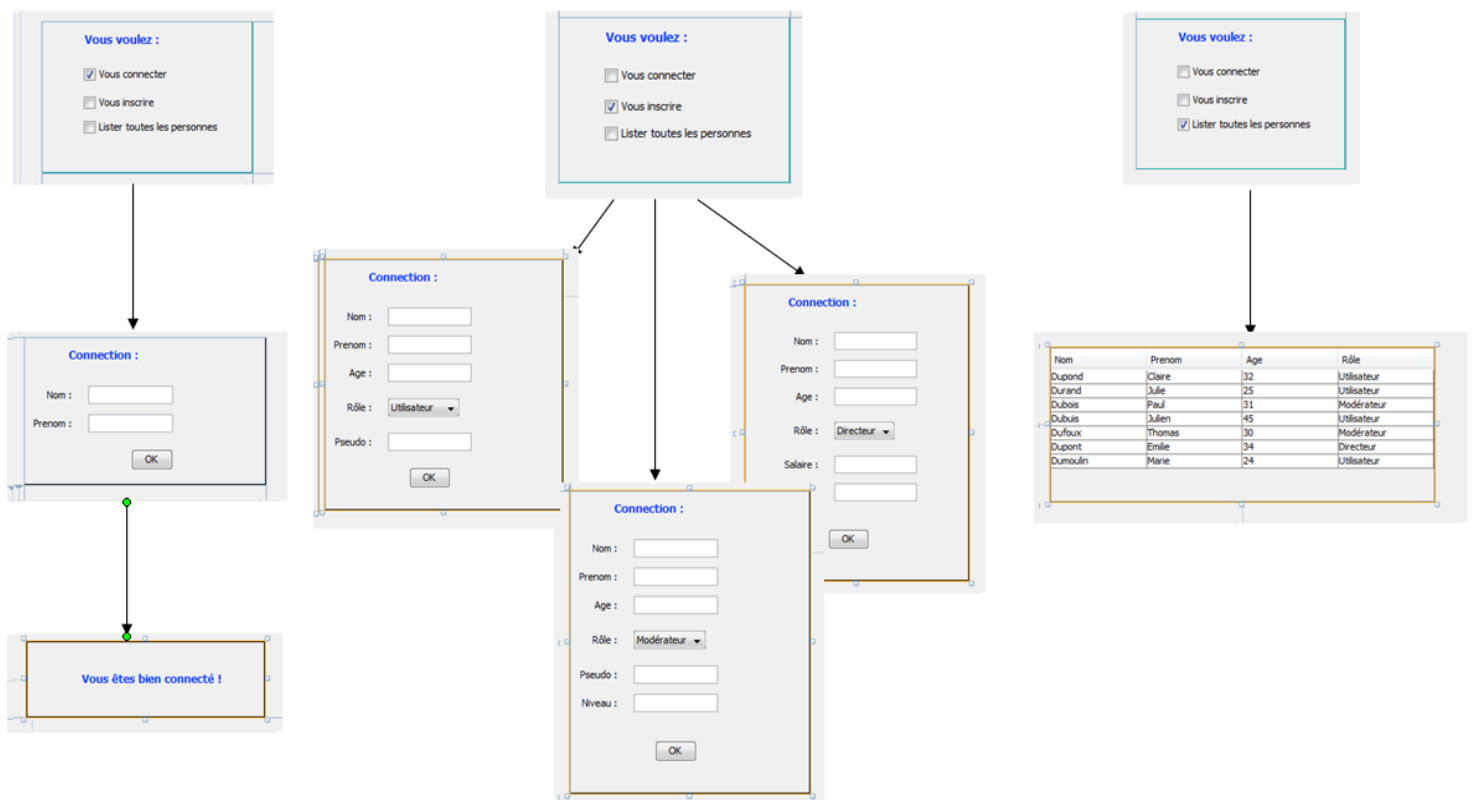 Vous voulez :
Vous connecter
Vous inscrire
Lister toutes les personnes
Connection :
Nom :
Prenom :
OK
Vous êtes bien connecté !
Vous voulez :
Vous connecter
Vous inscrire
Lister toutes les personnes
Connection :
Nom :
Prenom :
Age :
Rôle : Utilisateur
Pseudo :
OK
Connection :
Nom :
Prenom :
Age :
Rôle : Modérateur
Pseudo :
Niveau :
OK
Connection :
Nom :
Prenom :
Age :
Rôle : Directeur
Salaire :
OK
Vous voulez :
Vous connecter
Vous inscrire
Lister toutes les personnes
Nom Prenom Age Rôle
Dupond Claire 32 Utilisateur
Durand Julie 25 Utilisateur
Dubois Paul 31 Modérateur
Dubuis Julien 45 Utilisateur
Dufoux Thomas 30 Modérateur
Dupont Emilie 34 Directeur
Dumoulin Marie 24 Utilisateur